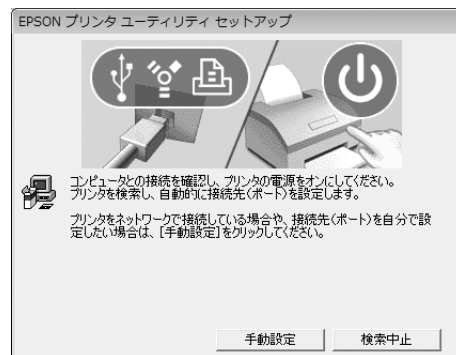 EPSON プリンタ ユーティリティ セットアップ
コンピュータとの接続を確認し、プリンタの電源をオンにしてください。
プリンタを検索し、自動的に接続先(ポート)を設定します。
プリンタをネットワークで接続している場合や、接続先(ポート)を自分で設
定したい場合は、[手動設定]をクリックしてください。
手動設定
検索中止